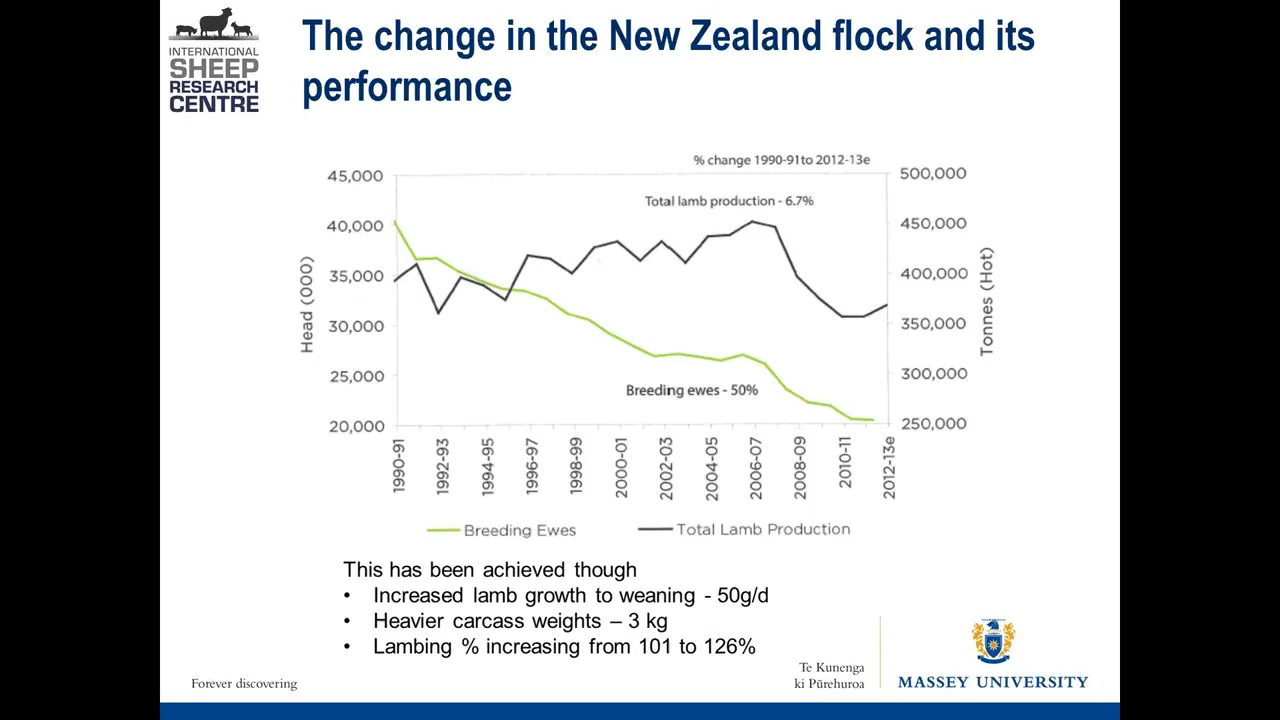 INTERNATIONAL
SHEEP
RESEARCH
CENTRE
The change in the New Zealand flock and its
performance
% change 1990-91to 2012-13e
45,000
40,000
35,000
30,000
25,000
20,000
Head (000)
500,000
450,000
400,000
350,000
300,000
250,000
Tonnes (Hot)
Total lamb production - 6.7%
Breeding ewes - 50%
1990-91
1992-93
1994-95
1996-97
1998-99
2000-01
2002-03
2004-05
2006-07
2008-09
2010-11
2012-13e
Breeding Ewes
Total Lamb Production
This has been achieved though
• Increased lamb growth to weaning - 50g/d
• Heavier carcass weights – 3 kg
• Lambing % increasing from 101 to 126%
Forever discovering
Te Kunenga
ki Pūrehuroa
MASSEY UNIVERSITY